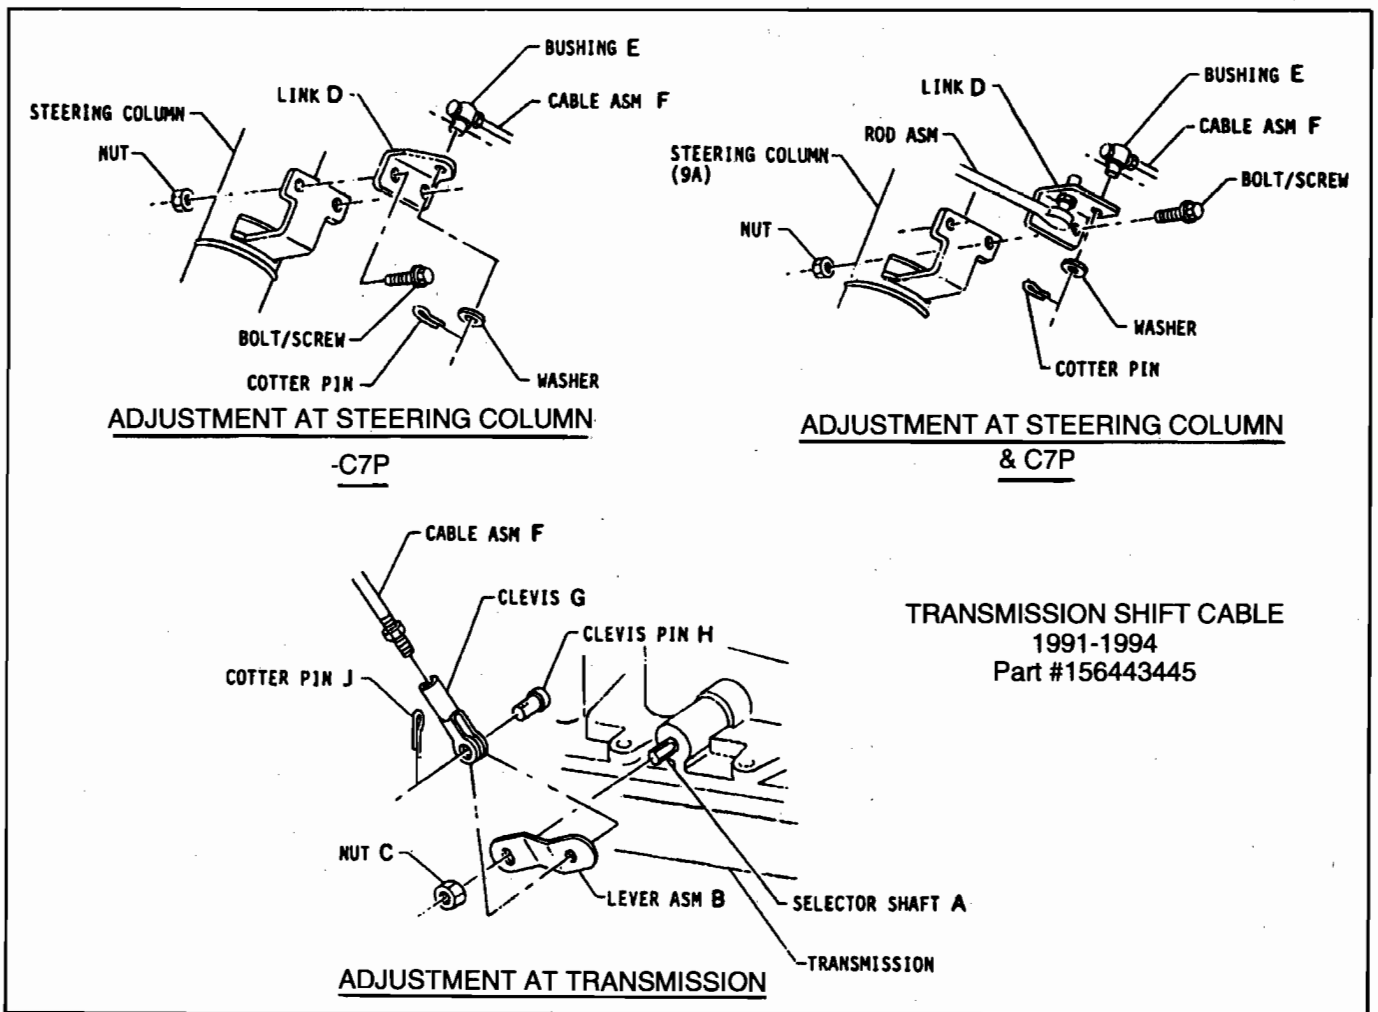 BUSHING E
LINK D
CABLE ASM F
STEERING COLUMN
NUT
BOLT/SCREW
COTTER PIN
WASHER
ADJUSTMENT AT STEERING COLUMN
-C7P
BUSHING E
LINK D
CABLE ASM F
ROD ASM
STEERING COLUMN
(9A)
BOLT/SCREW
NUT
WASHER
COTTER PIN
ADJUSTMENT AT STEERING COLUMN
& C7P
CABLE ASM F
CLEVIS G
CLEVIS PIN H
COTTER PIN J
NUT C
LEVER ASM B
SELECTOR SHAFT A
TRANSMISSION
ADJUSTMENT AT TRANSMISSION
TRANSMISSION SHIFT CABLE
1991-1994
Part #156443445